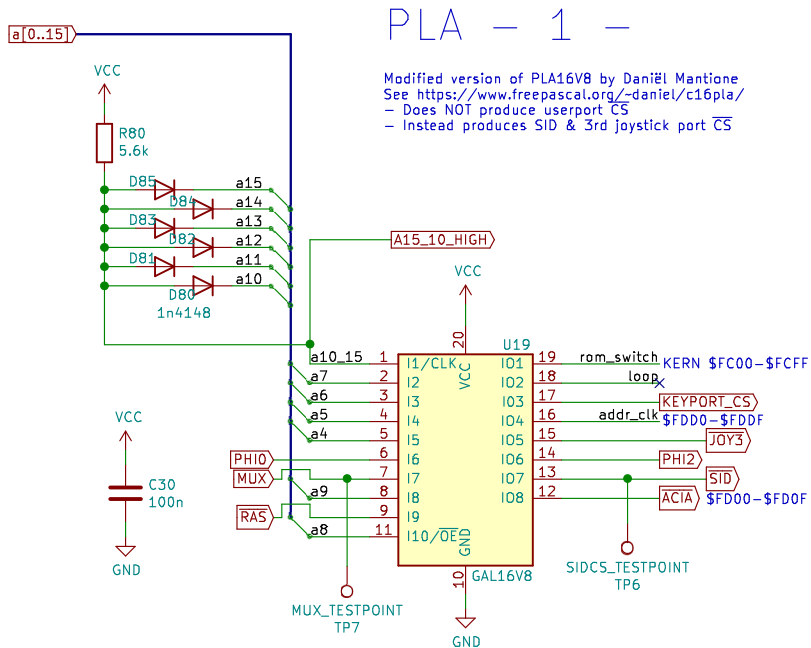 PLA - 1 -
a[0..15]
Modified version of PLA16V8 by Daniël Mantione
See https://www.freepascal.org/~daniel/c16pla/
- Does NOT produce userport CS
- Instead produces SID & 3rd joystick port CS
VCC
R80
5.6k
D85
a15
D84
a14
D83
a13
D82
a12
D81
a11
D80
a10
1n4148
A15_10_HIGH
VCC
20
U19
a10_15 1 I1/CLK VCC IO1 19 rom_switch KERN $FC00-$FCFF
a7 2 I2 IO2 18 loop
a6 3 I3 IO3 17 KEYPORT_CS
a5 4 I4 IO4 16 addr_clk $FDD0-$FDDF
a4 5 I5 IO5 15 JOY3
PHI0 6 I6 IO6 14 PHI2
MUX 7 I7 IO7 13 SID
a9 8 I8 IO8 12 ACIA $FD00-$FD0F
RAS 9 I9
a8 11 I10/OE GND
10
GAL16V8
GND
VCC
C30
100n
GND
MUX_TESTPOINT
TP7
SIDCS_TESTPOINT
TP6